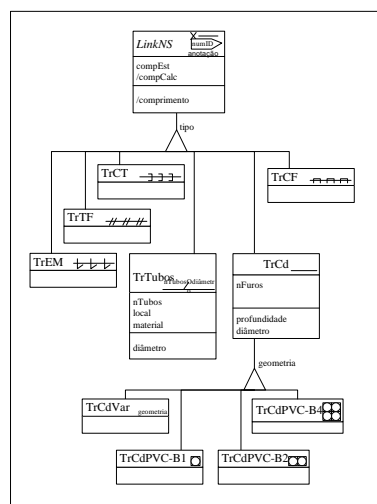 LinkNS
numID
anotação
compEst
/compCalc
/comprimento
tipo
TrCT
TrCF
TrTF
TrEM
TrTubos
nTubosOdiâmetr
TrCd
nFuros
nTubos
local
material
profundidade
diâmetro
diâmetro
geometria
TrCdVar
geometria
TrCdPVC-B4
TrCdPVC-B1
TrCdPVC-B2